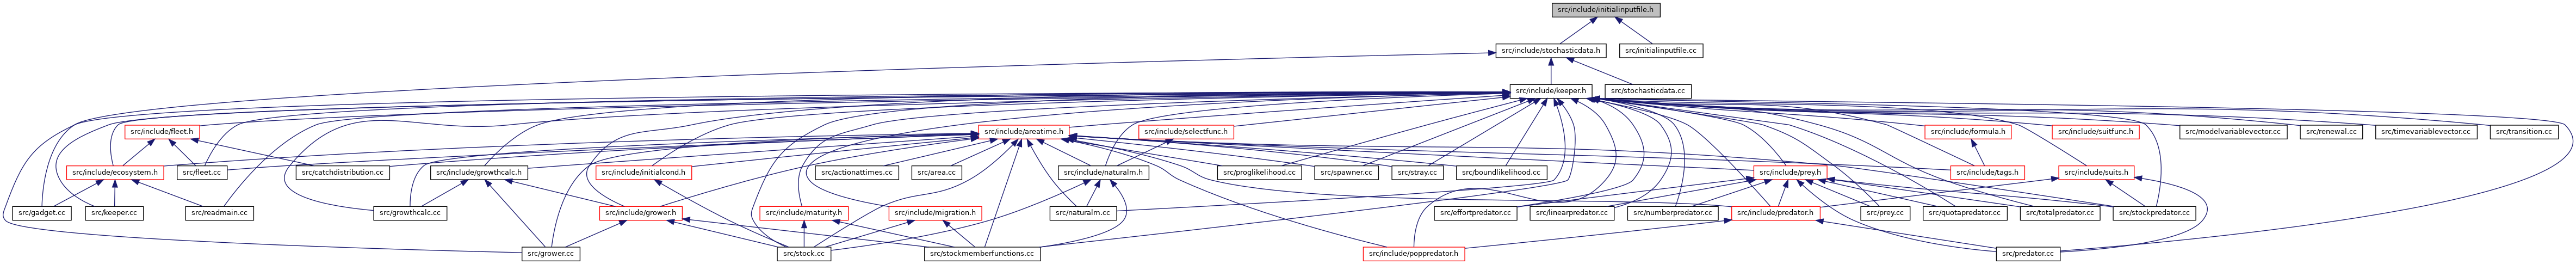 src/include/initialinputfile.h
src/include/stochasticdata.h
src/initialinputfile.cc
src/include/keeper.h
src/stochasticdata.cc
src/include/fleet.h
src/include/areatime.h
src/include/selectfunc.h
src/include/formula.h
src/include/suitfunc.h
src/modelvariablevector.cc
src/renewal.cc
src/timevariablevector.cc
src/transition.cc
src/include/ecosystem.h
src/fleet.cc
src/catchdistribution.cc
src/include/growthcalc.h
src/include/initialcond.h
src/actionattimes.cc
src/area.cc
src/include/naturalm.h
src/proglikelihood.cc
src/spawner.cc
src/stray.cc
src/boundlikelihood.cc
src/include/prey.h
src/include/tags.h
src/include/suits.h
src/gadget.cc
src/keeper.cc
src/readmain.cc
src/growthcalc.cc
src/include/grower.h
src/include/maturity.h
src/include/migration.h
src/naturalm.cc
src/effortpredator.cc
src/linearpredator.cc
src/numberpredator.cc
src/include/predator.h
src/prey.cc
src/quotapredator.cc
src/totalpredator.cc
src/stockpredator.cc
src/grower.cc
src/stock.cc
src/stockmemberfunctions.cc
src/include/poppredator.h
src/predator.cc